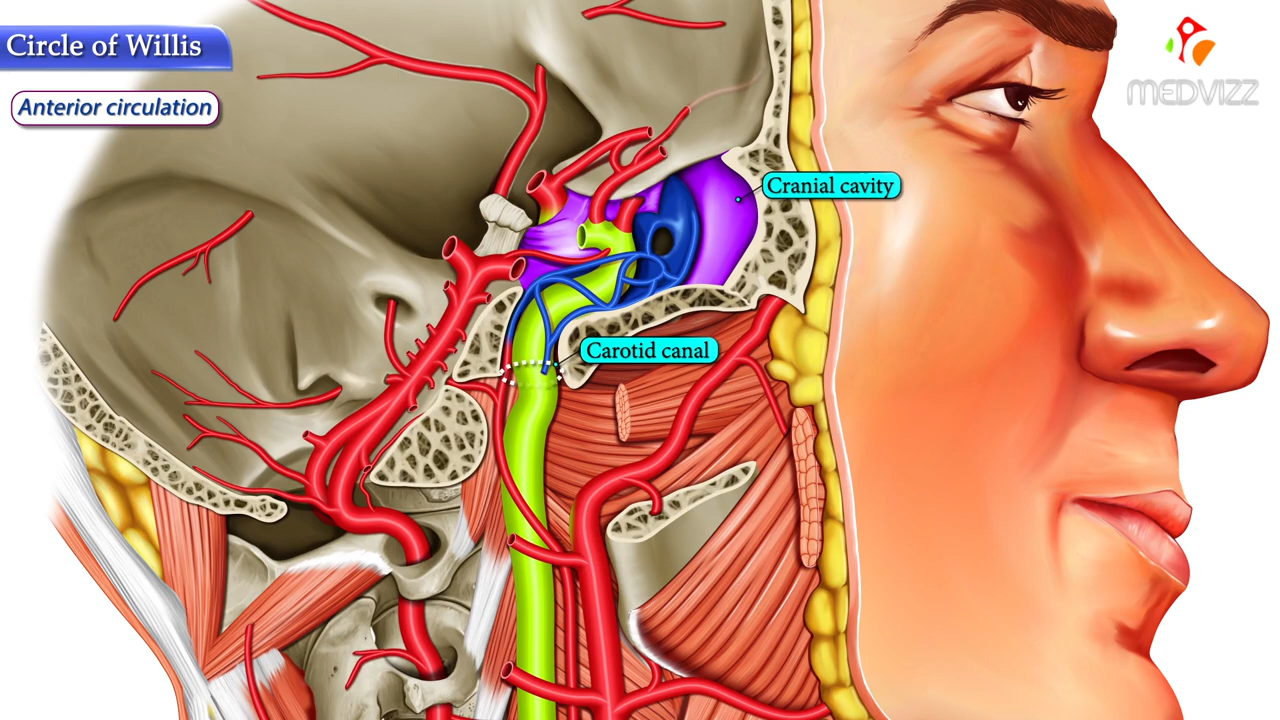 Circle of Willis
Anterior circulation
MEDVIZZ
Cranial cavity
Carotid canal